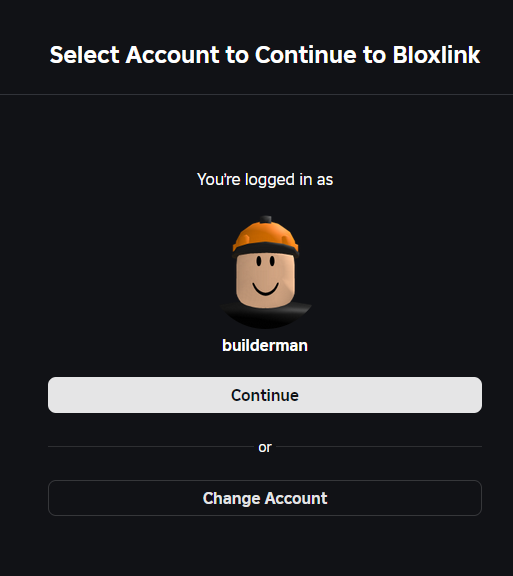 Select Account to Continue to Bloxlink
You're logged in as
builderman
Continue
or
Change Account